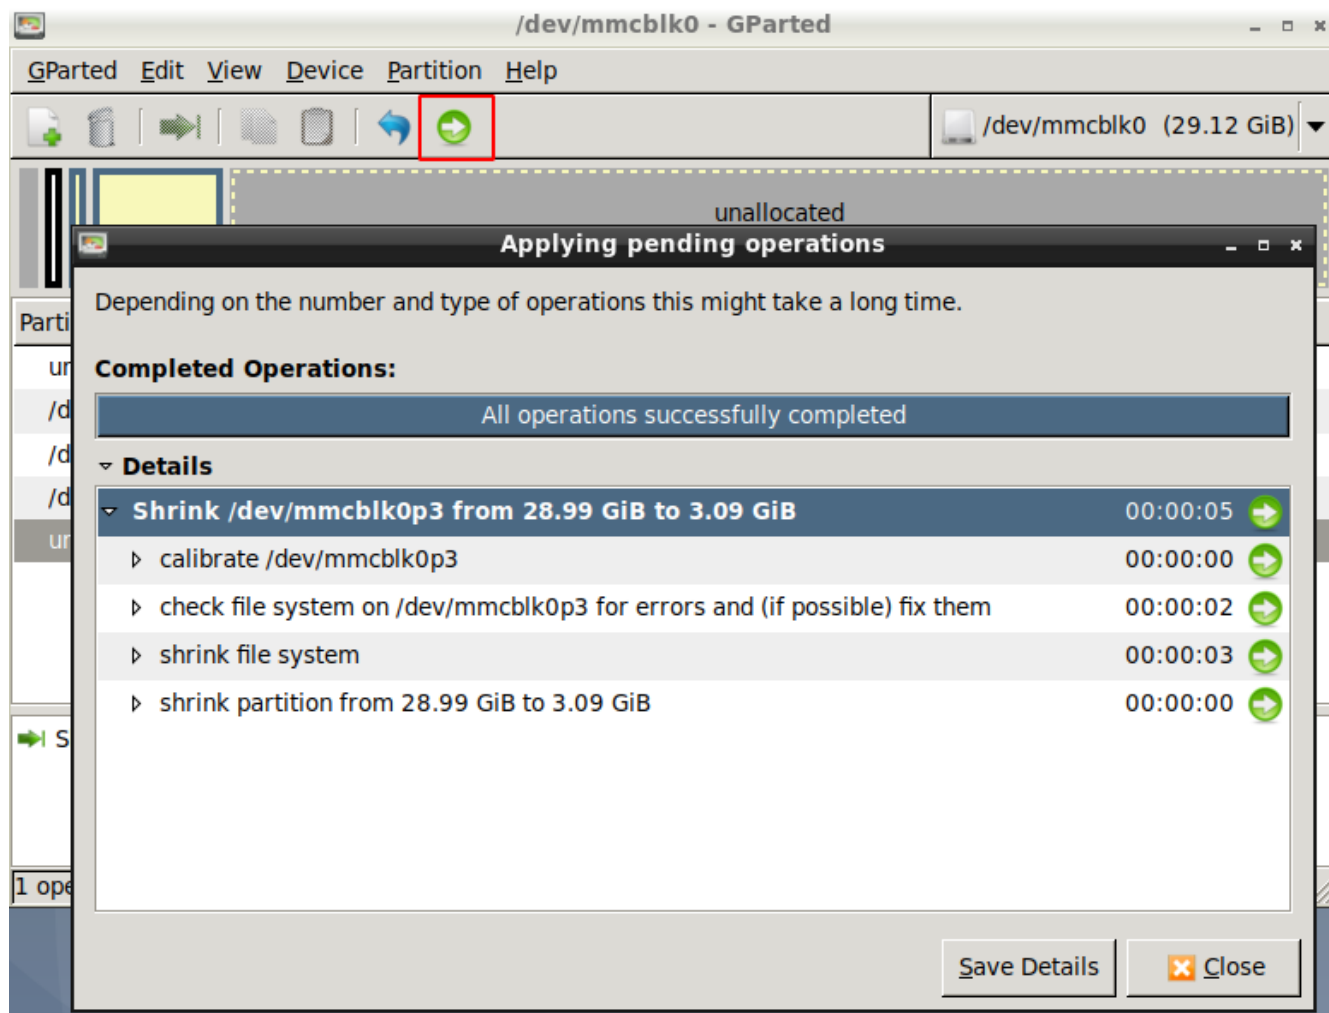 /dev/mmcblk0 - GParted
GParted Edit View Device Partition Help
/dev/mmcblk0 (29.12 GiB)
unallocated
Applying pending operations
Depending on the number and type of operations this might take a long time.
Parti
Completed Operations:
All operations successfully completed
Details
Shrink /dev/mmcblk0p3 from 28.99 GiB to 3.09 GiB 00:00:05
calibrate /dev/mmcblk0p3 00:00:00
check file system on /dev/mmcblk0p3 for errors and (if possible) fix them 00:00:02
shrink file system 00:00:03
shrink partition from 28.99 GiB to 3.09 GiB 00:00:00
1 ope
Save Details Close